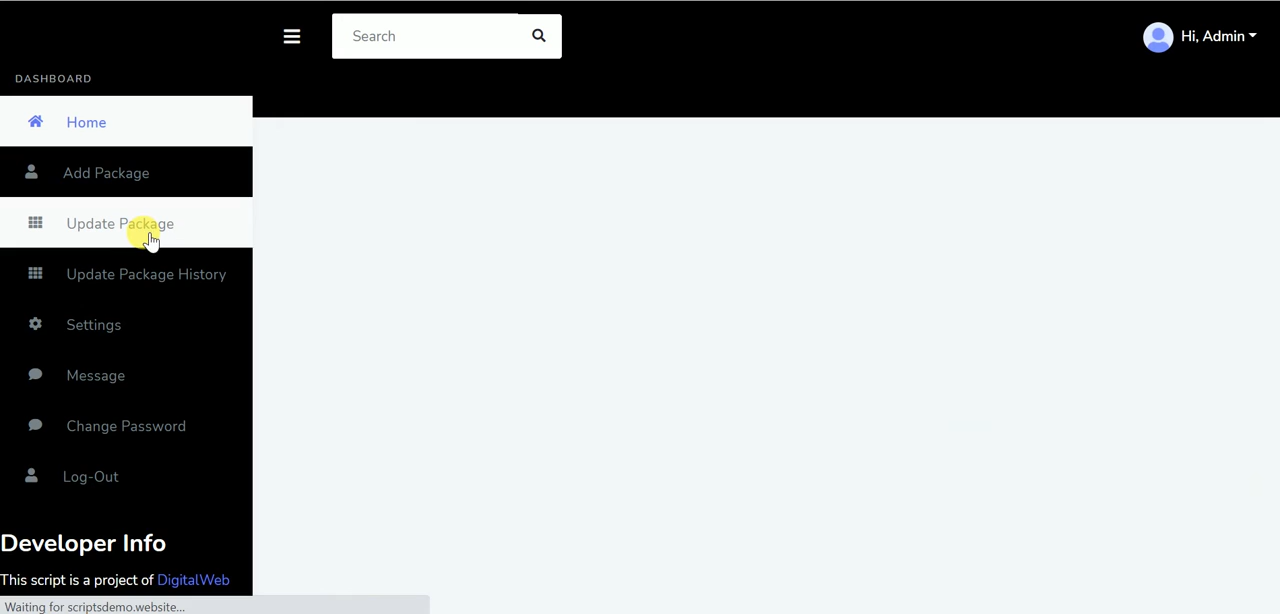 Search
Hi, Admin
DASHBOARD
Home
Add Package
Update Package
Update Package History
Settings
Message
Change Password
Log-Out
Developer Info
This script is a project of DigitalWeb
Waiting for scriptsdemo.website...